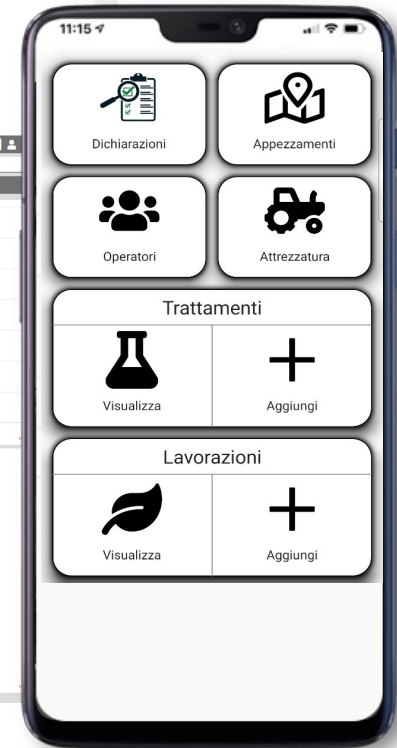 11:15
Dichiarazioni
Appezzamenti
Operatori
Attrezzatura
Trattamenti
Visualizza
Aggiungi
Lavorazioni
Visualizza
Aggiungi